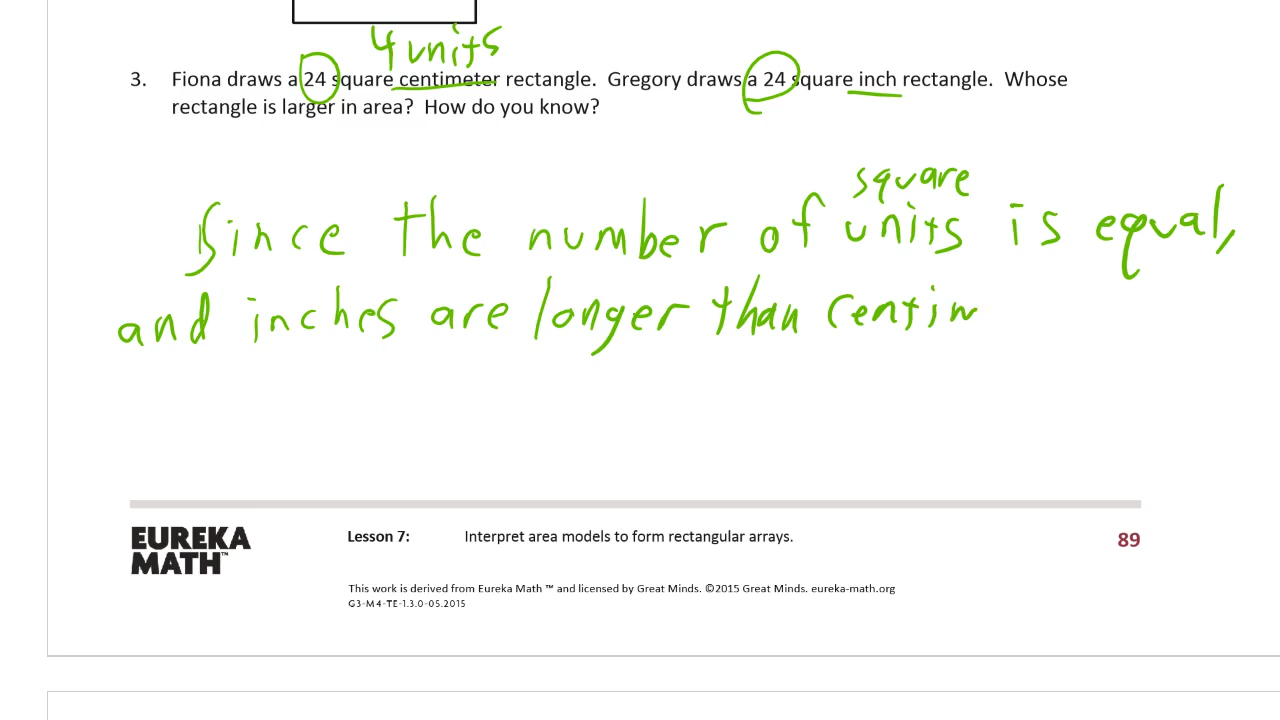 4 units
3. Fiona draws a 24 square centimeter rectangle. Gregory draws a 24 square inch rectangle. Whose
rectangle is larger in area? How do you know?
square
Since the number of units is equal,
and inches are longer than centim
EUREKA
MATH™
Lesson 7: Interpret area models to form rectangular arrays.
89
This work is derived from Eureka Math ™ and licensed by Great Minds. ©2015 Great Minds. eureka-math.org
G3-M4-TE-1.3.0-05.2015